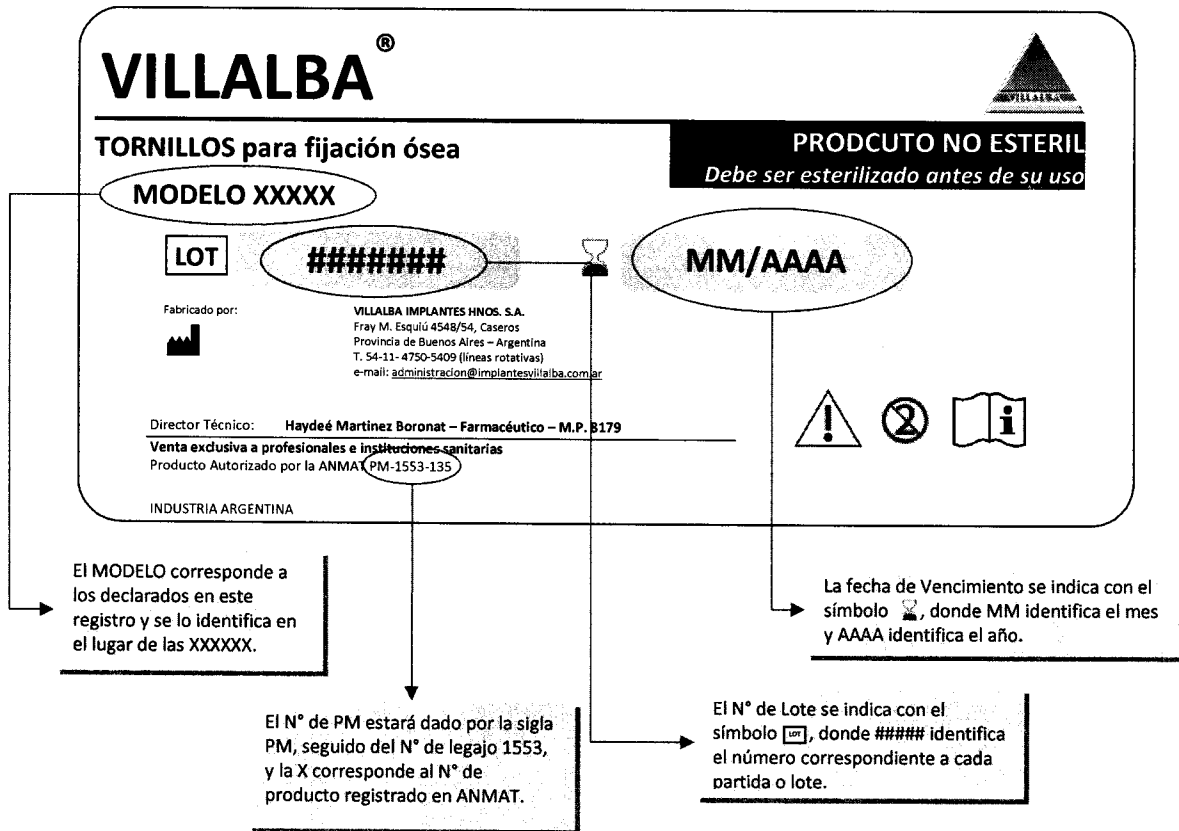 VILLALBA®
VILLALBA
TORNILLOS para fijación ósea
PRODCUTO NO ESTERIL
Debe ser esterilizado antes de su uso
MODELO XXXXX
LOT
#######
MM/AAAA
Fabricado por:
VILLALBA IMPLANTES HNOS. S.A.
Fray M. Esquiú 4548/54, Caseros
Provincia de Buenos Aires – Argentina
T. 54-11- 4750-5409 (líneas rotativas)
e-mail: administracion@implantesvillalba.com.ar
2
i
Director Técnico: Haydeé Martinez Boronat – Farmacéutico – M.P. 8179
Venta exclusiva a profesionales e instituciones sanitarias
Producto Autorizado por la ANMAT PM-1553-135
INDUSTRIA ARGENTINA
El MODELO corresponde a
los declarados en este
registro y se lo identifica en
el lugar de las XXXXXX.
La fecha de Vencimiento se indica con el
símbolo , donde MM identifica el mes
y AAAA identifica el año.
El N° de PM estará dado por la sigla
PM, seguido del N° de legajo 1553,
y la X corresponde al N° de
producto registrado en ANMAT.
El N° de Lote se indica con el
símbolo LOT, donde ##### identifica
el número correspondiente a cada
partida o lote.